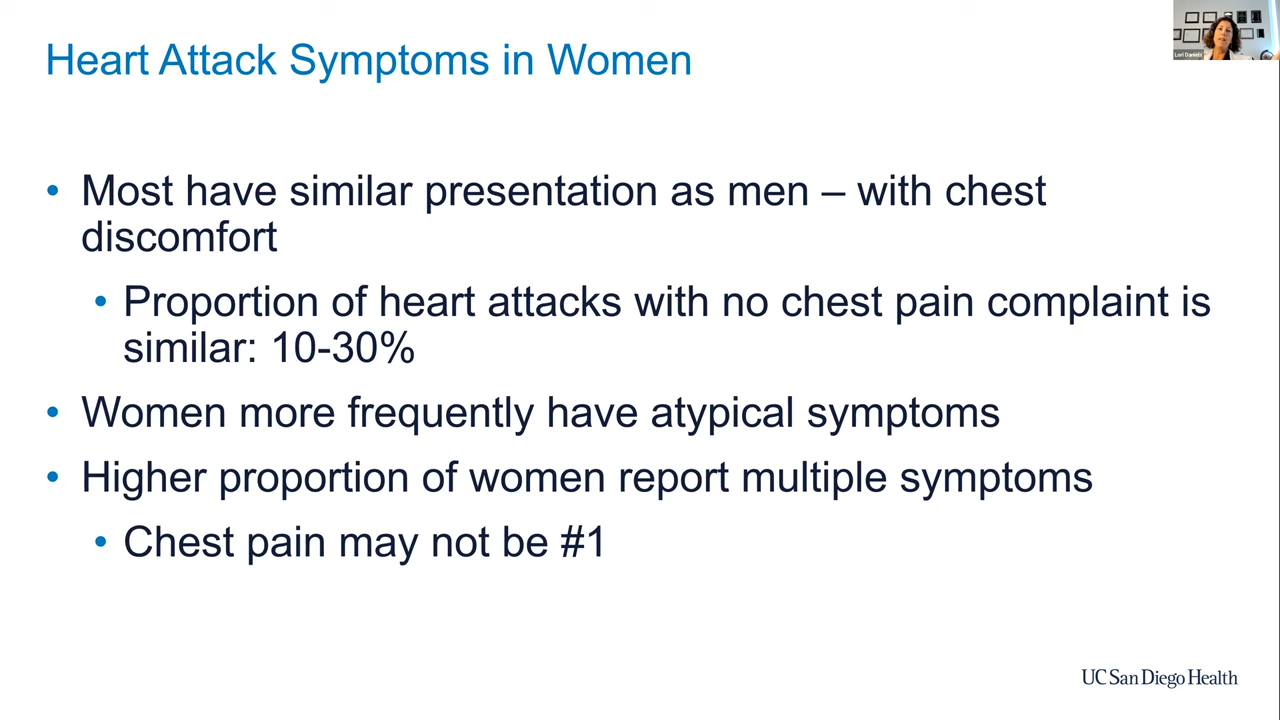 Heart Attack Symptoms in Women
Lori Daniels
• Most have similar presentation as men – with chest
discomfort
• Proportion of heart attacks with no chest pain complaint is
similar: 10-30%
• Women more frequently have atypical symptoms
• Higher proportion of women report multiple symptoms
• Chest pain may not be #1
UC San Diego Health